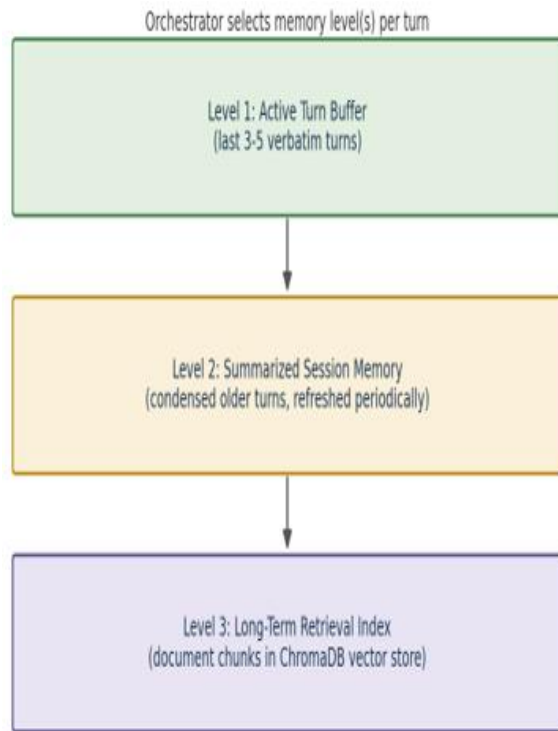 Orchestrator selects memory level(s) per turn
Level 1: Active Turn Buffer
(last 3-5 verbatim turns)
Level 2: Summarized Session Memory
(condensed older turns, refreshed periodically)
Level 3: Long-Term Retrieval Index
(document chunks in ChromaDB vector store)